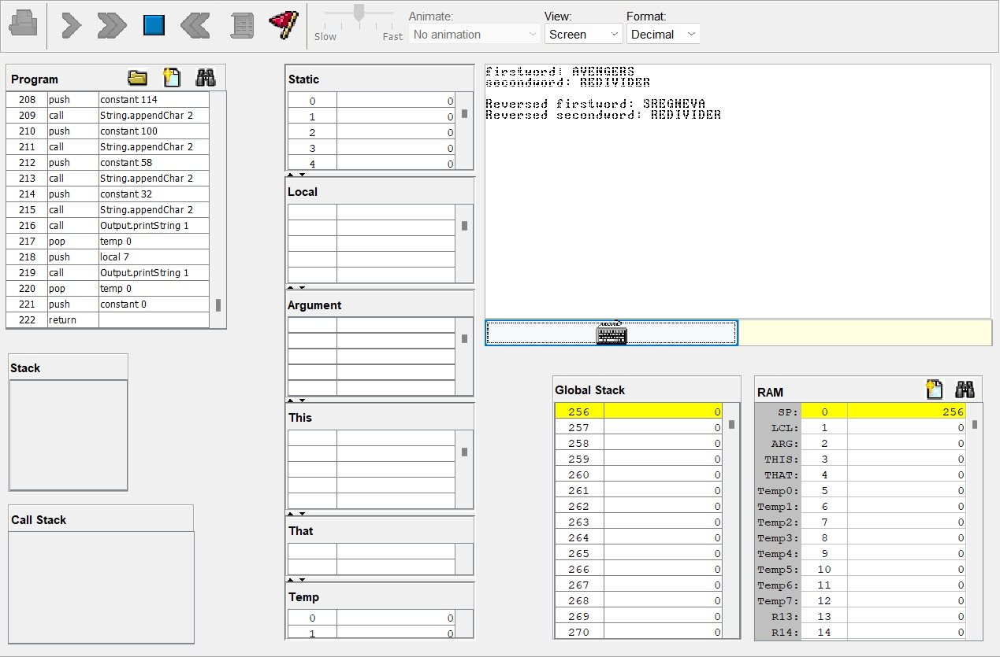 Animate: View: Format:
Slow Fast No animation Screen Decimal
Program
208 push constant 114
209 call String.appendChar 2
210 push constant 100
211 call String.appendChar 2
212 push constant 58
213 call String.appendChar 2
214 push constant 32
215 call String.appendChar 2
216 call Output.printString 1
217 pop temp 0
218 push local 7
219 call Output.printString 1
220 pop temp 0
221 push constant 0
222 return
Stack
Call Stack
Static
0 0
1 0
2 0
3 0
4 0
Local
Argument
This
That
Temp
0 0
1 0
firstword: AVENGERS
secondword: REDIVIDER
Reversed firstword: SREGNEVA
Reversed secondword: REDIVIDER
Global Stack
256 0
257 0
258 0
259 0
260 0
261 0
262 0
263 0
264 0
265 0
266 0
267 0
268 0
269 0
270 0
RAM
SP: 0 256
LCL: 1 0
ARG: 2 0
THIS: 3 0
THAT: 4 0
Temp0: 5 0
Temp1: 6 0
Temp2: 7 0
Temp3: 8 0
Temp4: 9 0
Temp5: 10 0
Temp6: 11 0
Temp7: 12 0
R13: 13 0
R14: 14 0